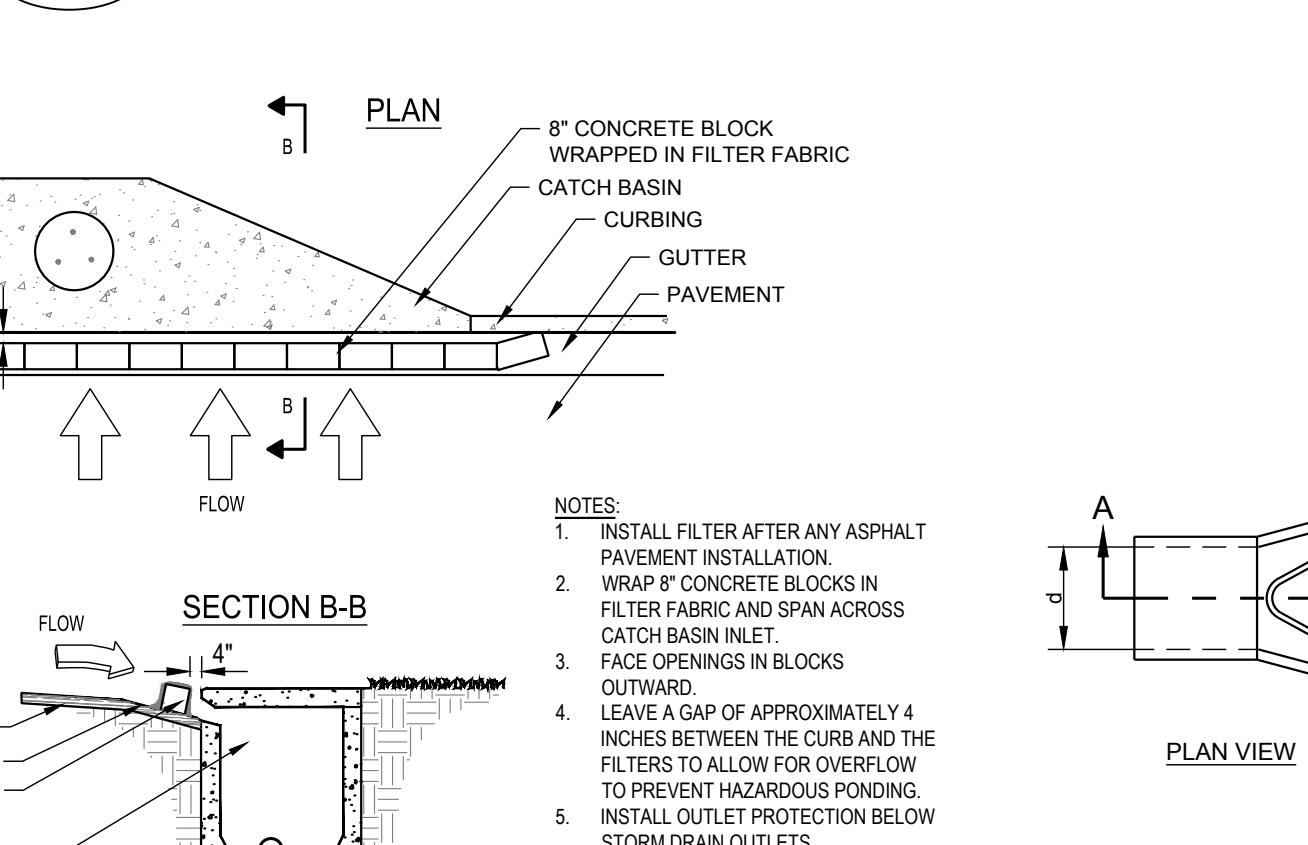 PLAN
B
8" CONCRETE BLOCK
WRAPPED IN FILTER FABRIC
CATCH BASIN
CURBING
GUTTER
PAVEMENT
B
FLOW
NOTES:
1. INSTALL FILTER AFTER ANY ASPHALT
PAVEMENT INSTALLATION.
2. WRAP 8" CONCRETE BLOCKS IN
FILTER FABRIC AND SPAN ACROSS
CATCH BASIN INLET.
3. FACE OPENINGS IN BLOCKS
OUTWARD.
4. LEAVE A GAP OF APPROXIMATELY 4
INCHES BETWEEN THE CURB AND THE
FILTERS TO ALLOW FOR OVERFLOW
TO PREVENT HAZARDOUS PONDING.
5. INSTALL OUTLET PROTECTION BELOW
STORM DRAIN OUTLETS.
SECTION B-B
FLOW
4"
A
d
PLAN VIEW